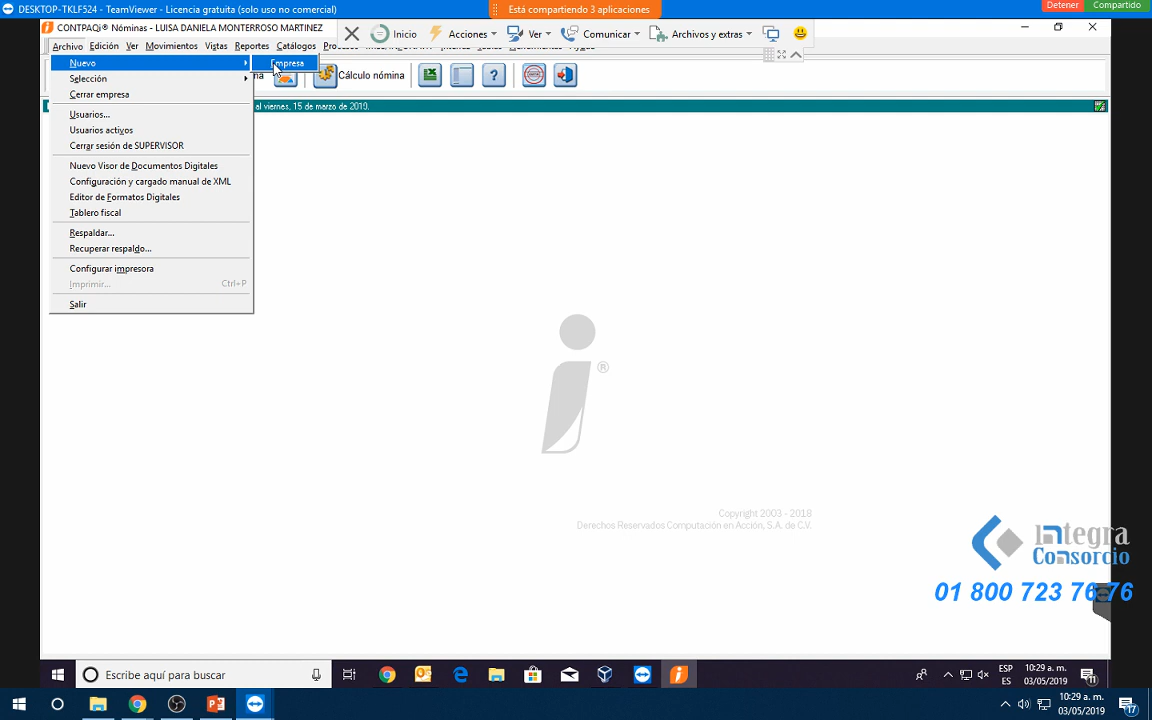 DESKTOP-TKLF524 - TeamViewer - Licencia gratuita (solo uso no comercial)
Está compartiendo 3 aplicaciones
Detener
Compartido
CONTPAQi® Nóminas - LUISA DANIELA MONTERROSO MARTINEZ
Inicio
Acciones
Ver
Comunicar
Archivos y extras
Archivo Edición Ver Movimientos Vistas Reportes Catálogos
Nuevo
Empresa
Selección
Cálculo nómina
Cerrar empresa
al viernes, 15 de marzo de 2019.
Usuarios...
Usuarios activos
Cerrar sesión de SUPERVISOR
Nuevo Visor de Documentos Digitales
Configuración y cargado manual de XML
Editor de Formatos Digitales
Tablero fiscal
Respaldar...
Recuperar respaldo...
Configurar impresora
Imprimir... Ctrl+P
Salir
®
Copyright 2003 - 2018
Derechos Reservados Computación en Acción, S.A. de C.V.
Integra
Consorcio
01 800 723 76 76
Escribe aquí para buscar
ESP
ES
10:29 a. m.
03/05/2019
11
10:29 a. m.
03/05/2019
17